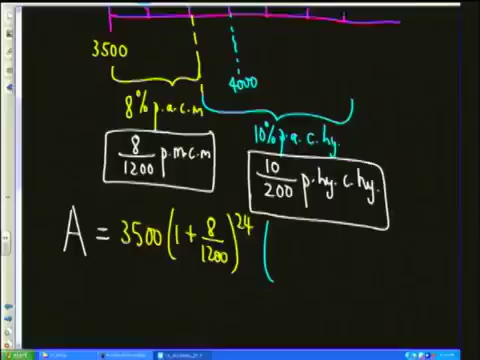 3500
4000
8% p.a.c.m
10% p.a.c.hy.
8/1200 p.m.c.m
10/200 p.hy.c.hy.
A = 3500(1 + 8/1200)^24 (